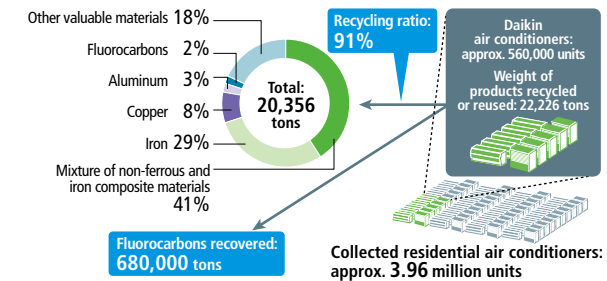 Other valuable materials 18%
Fluorocarbons 2%
Aluminum 3%
Copper 8%
Iron 29%
Mixture of non-ferrous and
iron composite materials
41%
Total:
20,356
tons
Recycling ratio:
91%
Daikin
air conditioners:
approx. 560,000 units
Weight of
products recycled
or reused: 22,226 tons
Fluorocarbons recovered:
680,000 tons
Collected residential air conditioners:
approx. 3.96 million units